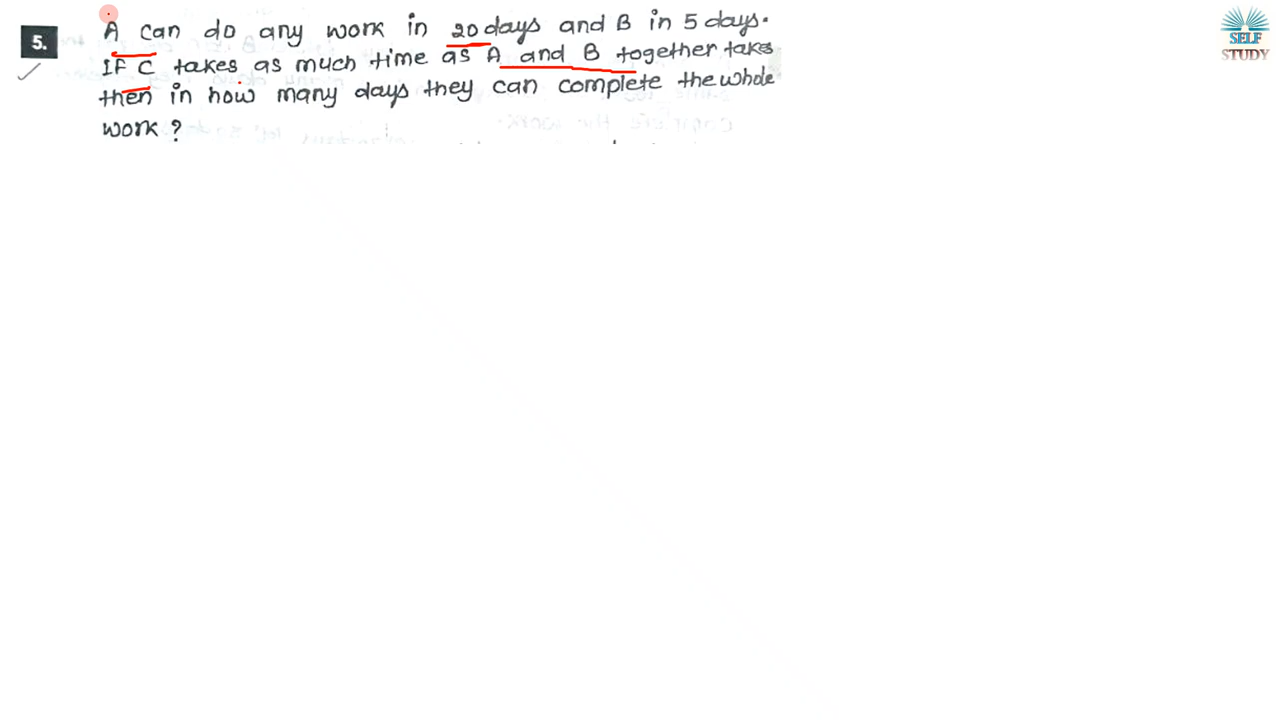 5.
A can do any work in 20 days and B in 5 days.
If C takes as much time as A and B together takes
then in how many days they can complete the whole
work ?
SELF
STUDY